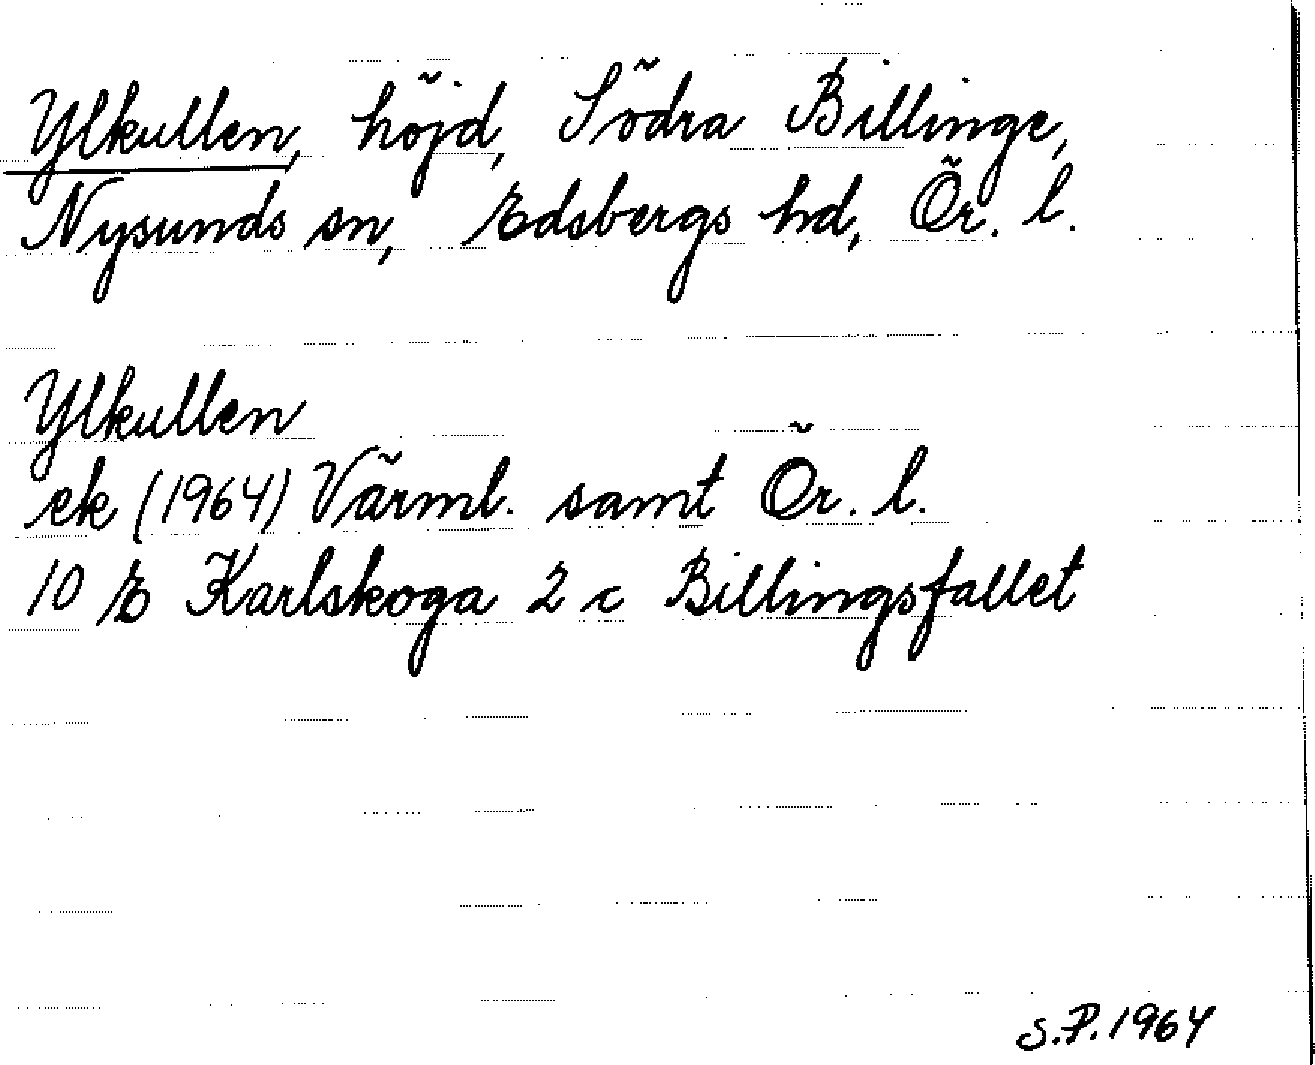 Ylkullen, höjd, Södra Billinge,
Nysunds sn, Edsbergs hd, Ör. l.
Ylkullen
ek (1964) Värml. samt Ör. l.
10 E Karlskoga 2 c Billingsfallet
S.P. 1964